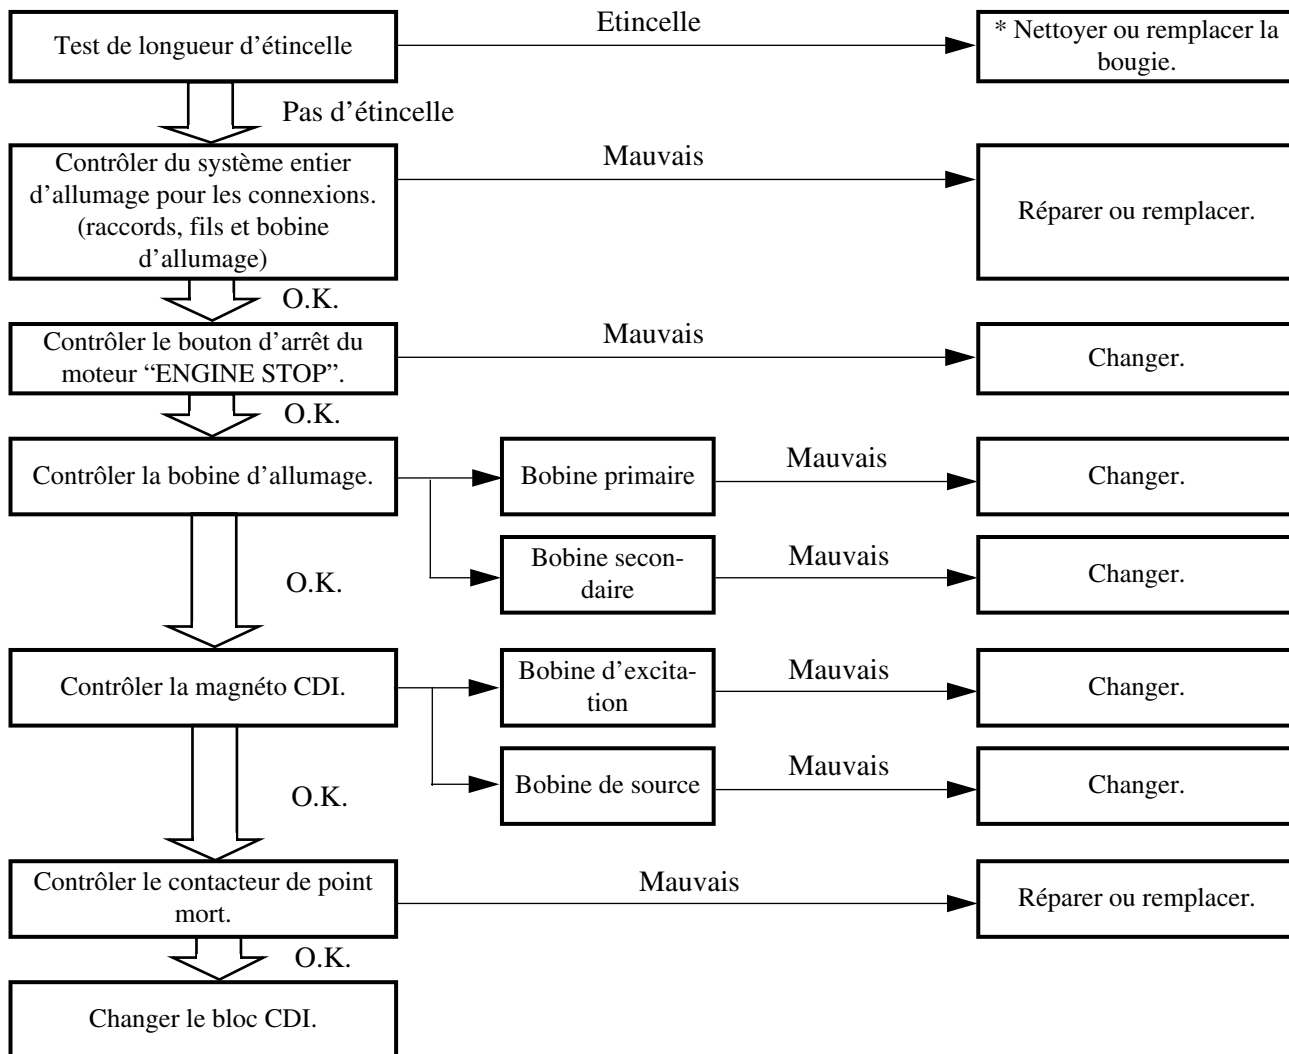 Test de longueur d’étincelle
Etincelle
* Nettoyer ou remplacer la
bougie.
Pas d’étincelle
Contrôler du système entier
d’allumage pour les connexions.
(raccords, fils et bobine
d’allumage)
Mauvais
Réparer ou remplacer.
O.K.
Contrôler le bouton d’arrêt du
moteur “ENGINE STOP”.
Mauvais
Changer.
O.K.
Contrôler la bobine d’allumage.
Bobine primaire
Mauvais
Changer.
Bobine secon-
daire
Mauvais
Changer.
O.K.
Contrôler la magnéto CDI.
Bobine d’excita-
tion
Mauvais
Changer.
Bobine de source
Mauvais
Changer.
O.K.
Contrôler le contacteur de point
mort.
Mauvais
Réparer ou remplacer.
O.K.
Changer le bloc CDI.